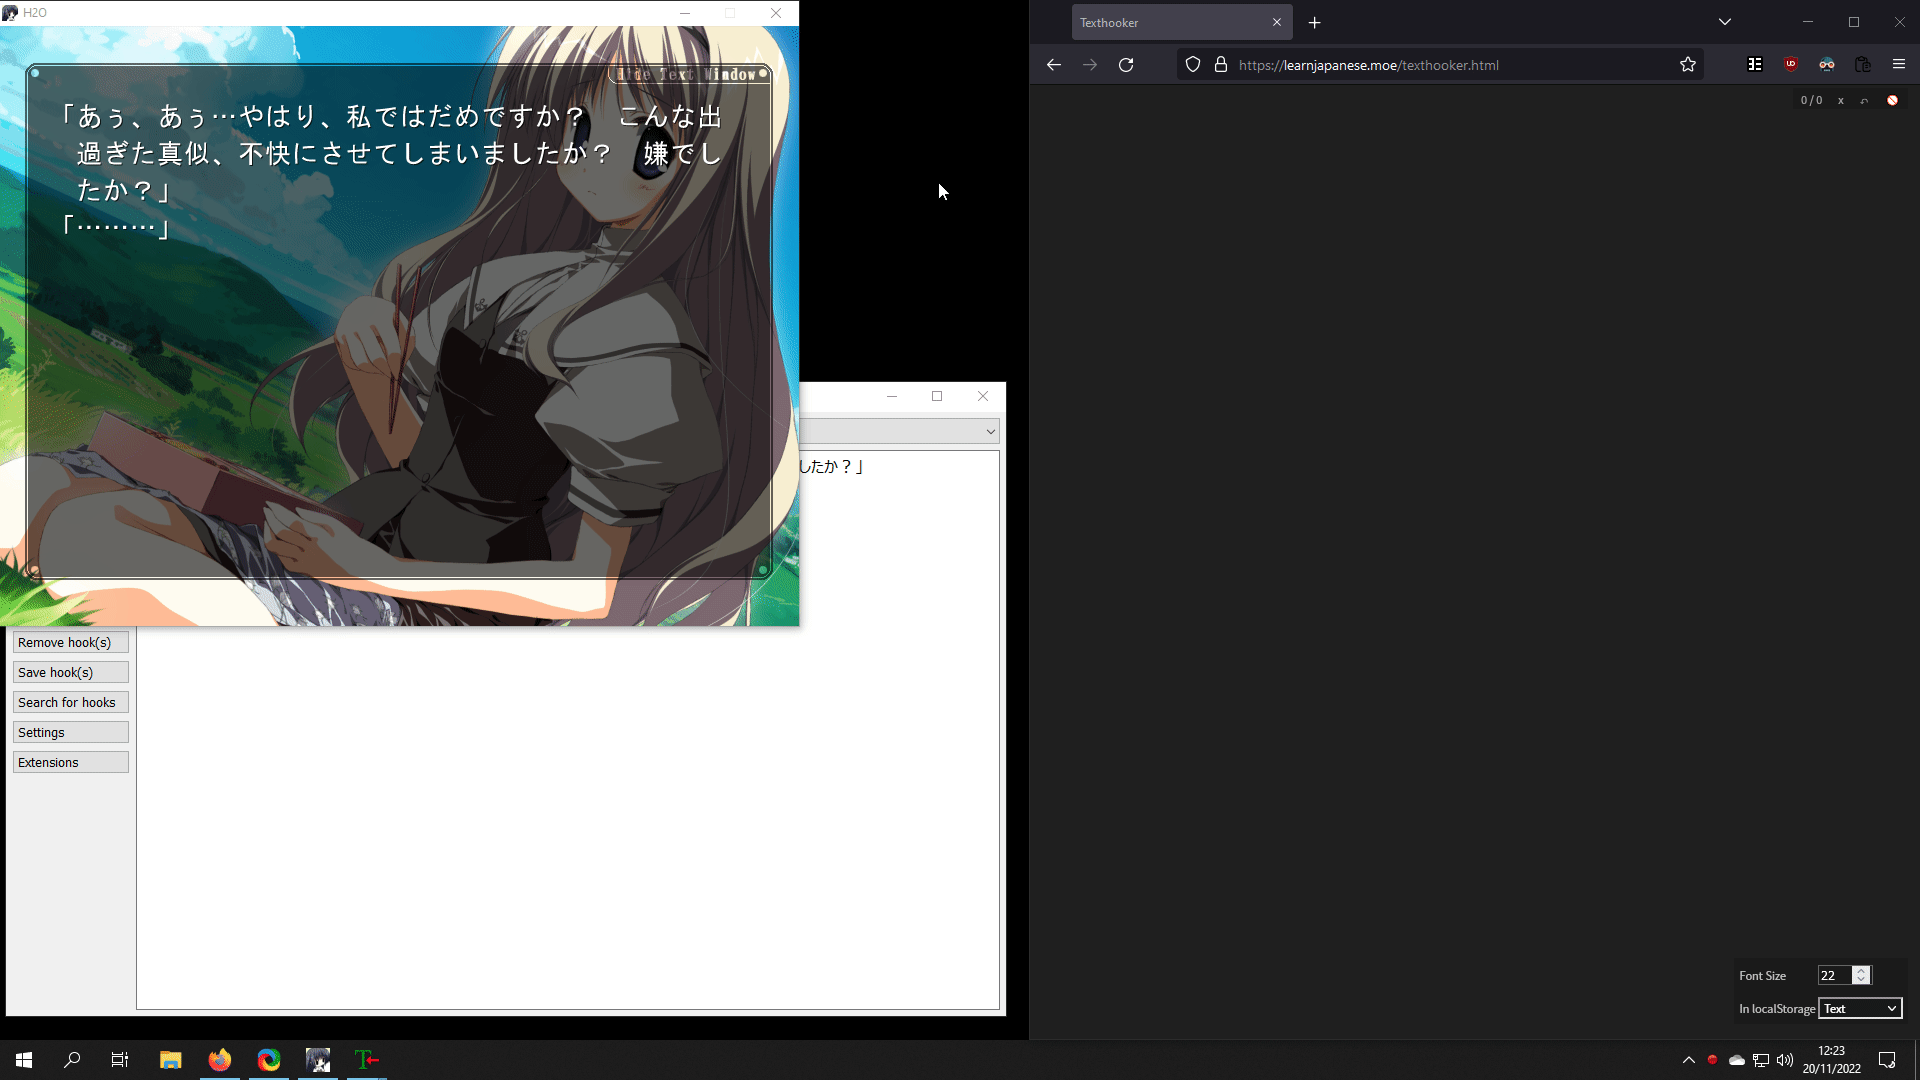 H2O
Hide Text Window
「あぅ、あぅ…やはり、私ではだめですか？　こんな出
過ぎた真似、不快にさせてしまいましたか？　嫌でし
たか？」
「………」
したか？」
Remove hook(s)
Save hook(s)
Search for hooks
Settings
Extensions
Texthooker
https://learnjapanese.moe/texthooker.html
0/0 x
Font Size 22
In localStorage Text
12:23
20/11/2022